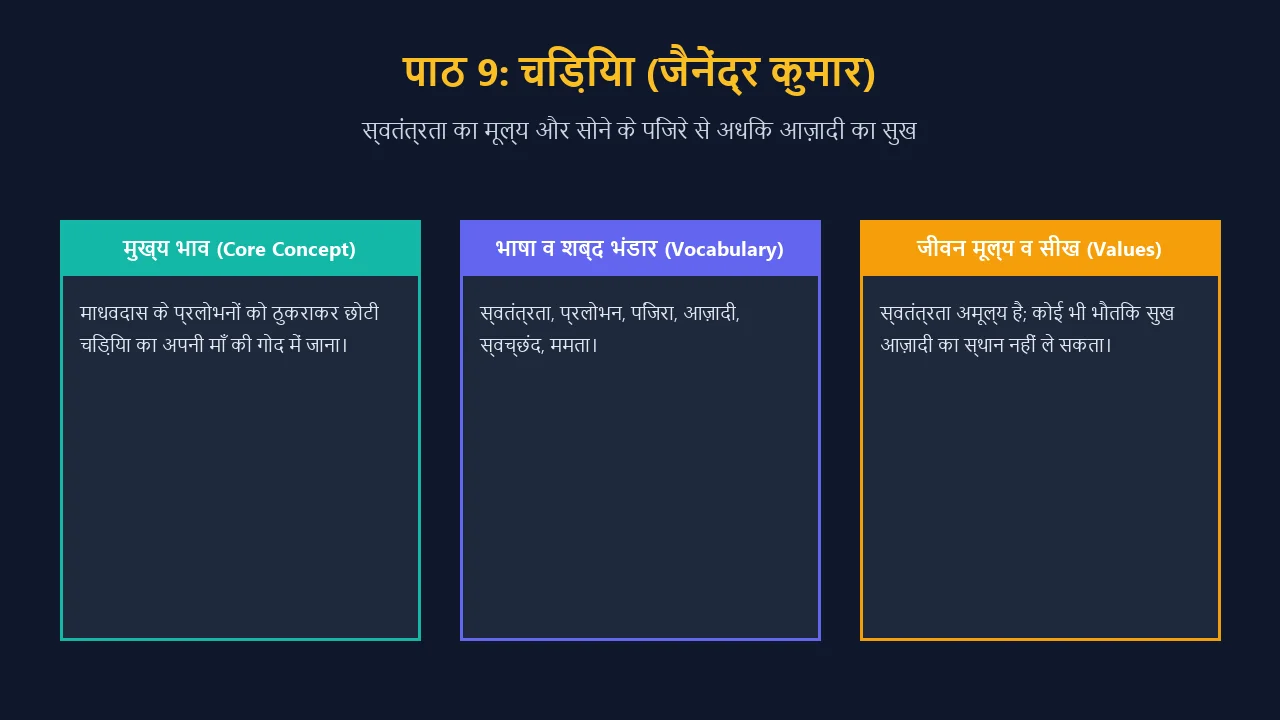 पाठ 9: चिड़िया (जैनेंद्र कुमार)
स्वतंत्रता का मूल्य और सोने के पिंजरे से अधिक आज़ादी का सुख
मुख्य भाव (Core Concept)
माधवदास के प्रलोभनों को ठुकराकर छोटी
चिड़िया का अपनी माँ की गोद में जाना।
भाषा व शब्द भंडार (Vocabulary)
स्वतंत्रता, प्रलोभन, पिंजरा, आज़ादी,
स्वच्छंद, ममता।
जीवन मूल्य व सीख (Values)
स्वतंत्रता अमूल्य है; कोई भी भौतिक सुख
आज़ादी का स्थान नहीं ले सकता।